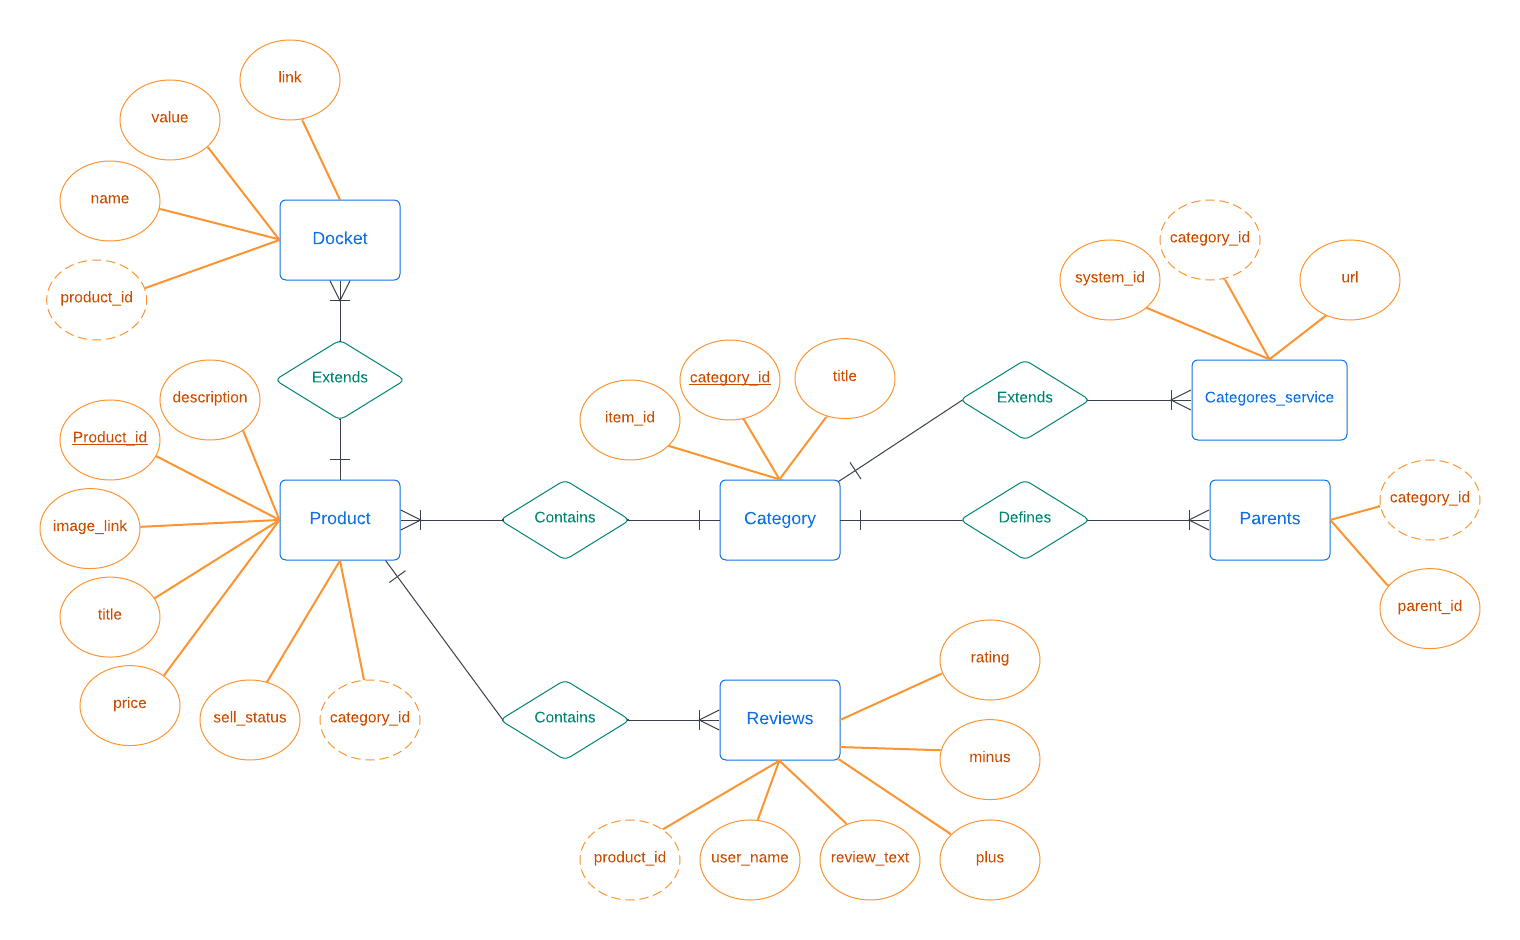 link
value
name
Docket
product_id
category_id
system_id
url
Extends
description
category_id
title
Extends
Categores_service
item_id
Product_id
image_link
Product
Contains
Category
Defines
Parents
category_id
title
parent_id
price
sell_status
category_id
Contains
Reviews
rating
minus
product_id
user_name
review_text
plus